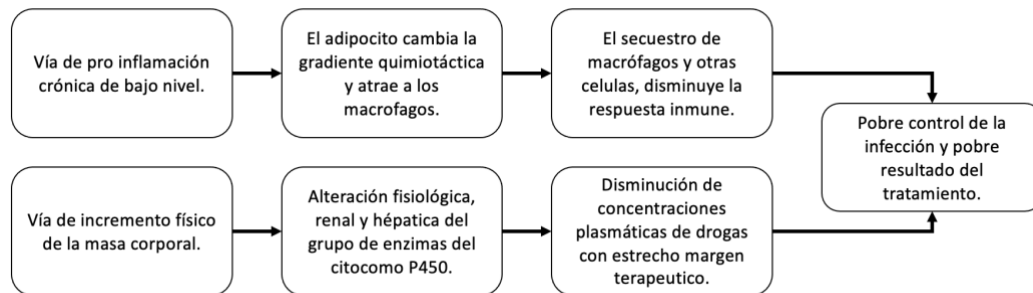 Vía de pro inflamación
crónica de bajo nivel.
El adipocito cambia la
gradiente quimiotáctica
y atrae a los
macrofagos.
El secuestro de
macrófagos y otras
celulas, disminuye la
respuesta inmune.
Pobre control de la
infección y pobre
resultado del
tratamiento.
Vía de incremento físico
de la masa corporal.
Alteración fisiológica,
renal y hépatica del
grupo de enzimas del
citocomo P450.
Disminución de
concentraciones
plasmáticas de drogas
con estrecho margen
terapeutico.